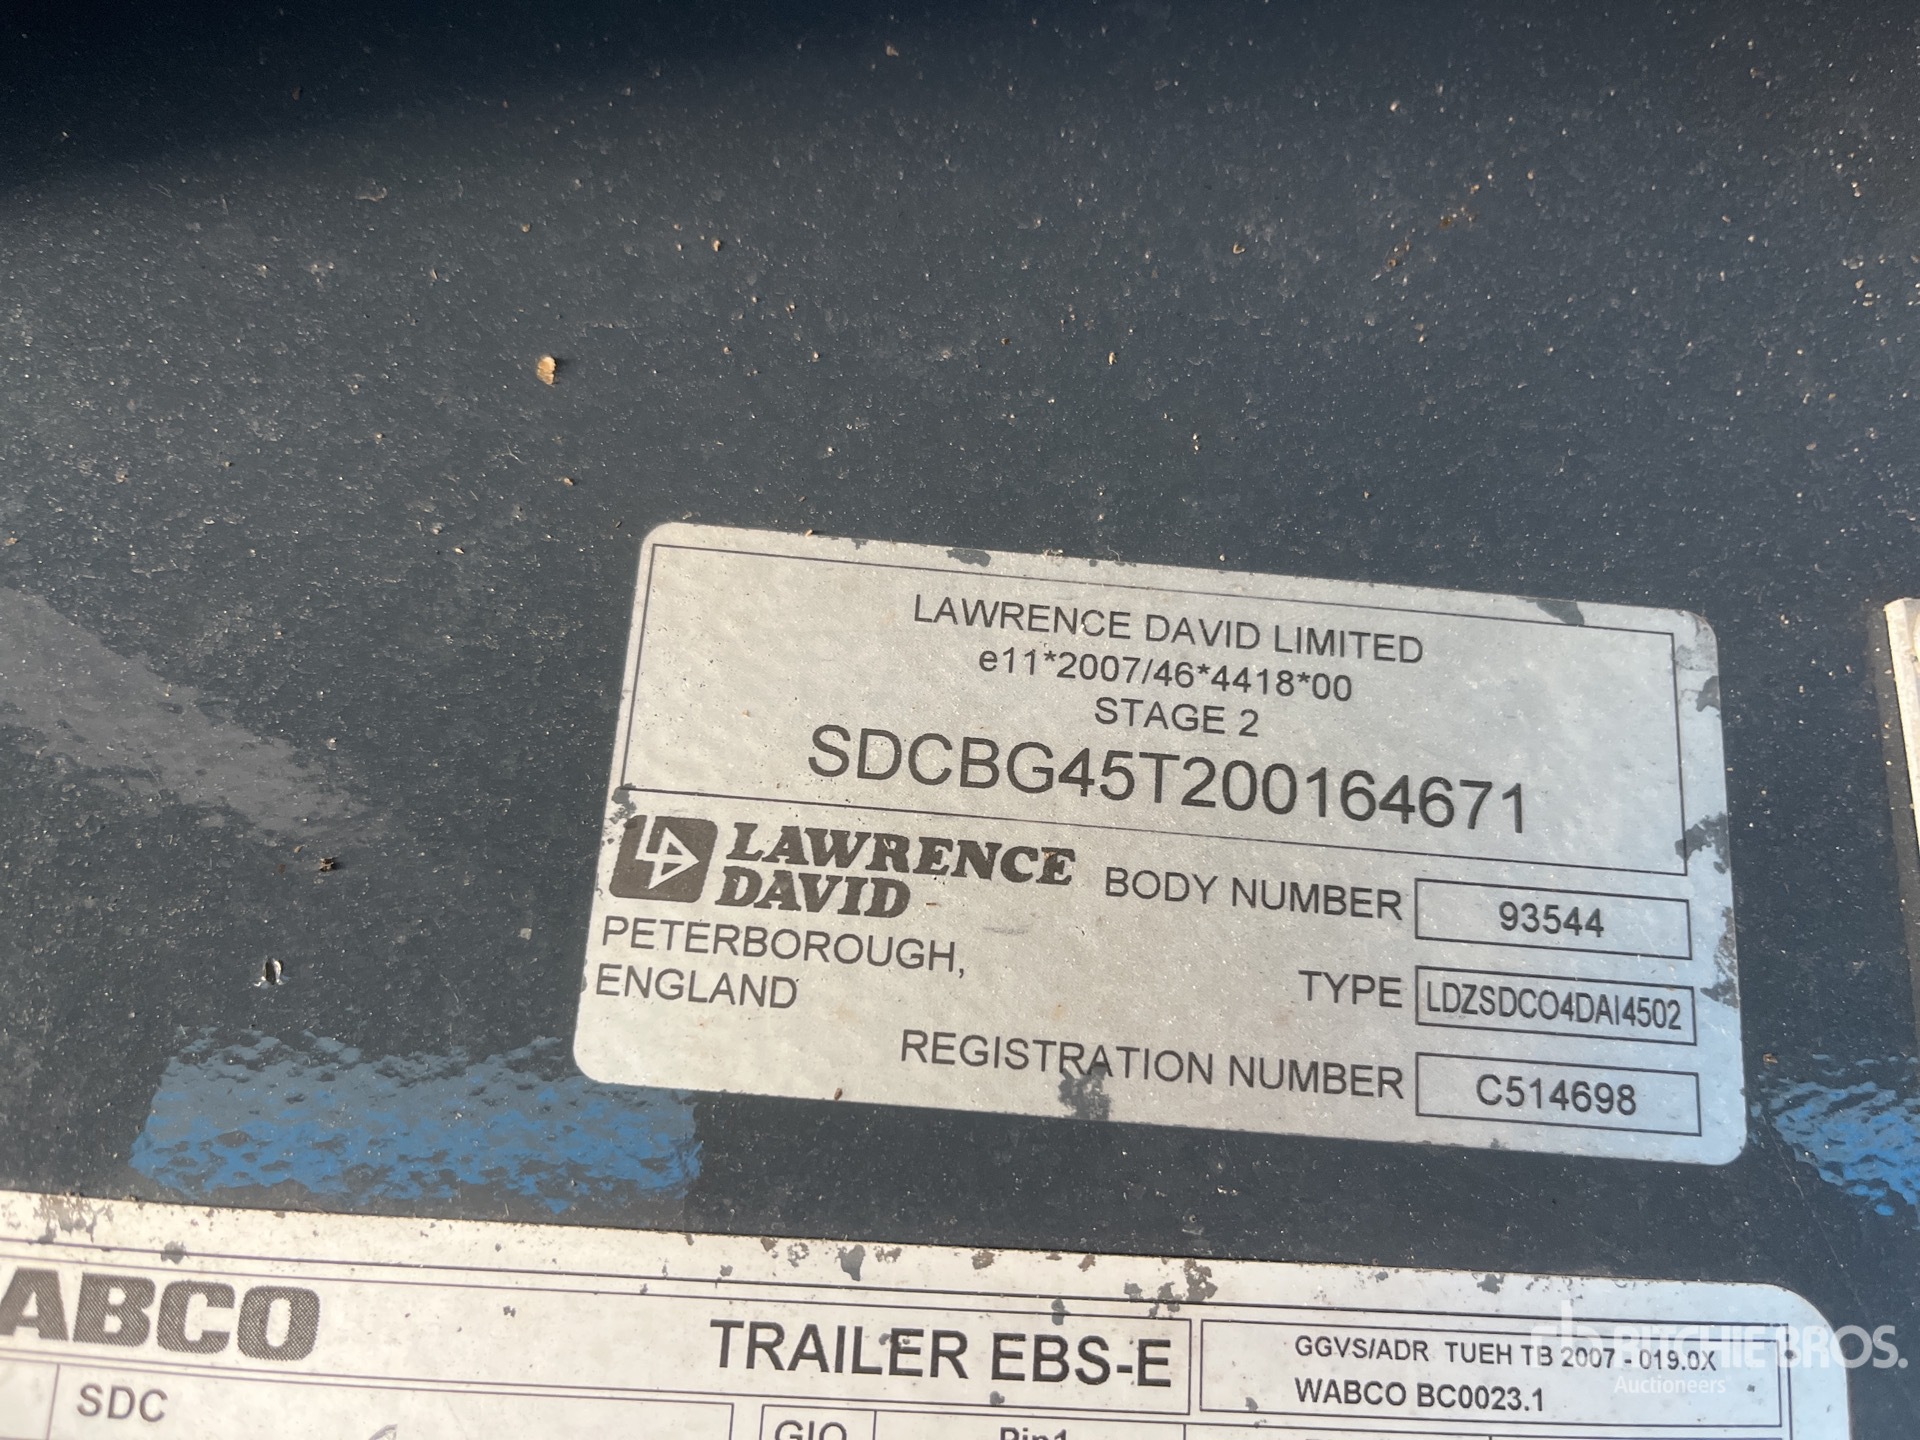 LAWRENCE DAVID LIMITED
e11*2007/46*4418*00
STAGE 2
SDCBG45T200164671
LAWRENCE
DAVID
PETERBOROUGH,
ENGLAND
BODY NUMBER 93544
TYPE LDZSDCO4DAI4502
REGISTRATION NUMBER C514698
ABCO
TRAILER EBS-E
GGVS/ADR TUEH TB 2007 - 019.0X
WABCO BC0023.1
SDC
GIO
Pin1
RITCHIE BROS.
Auctioneers